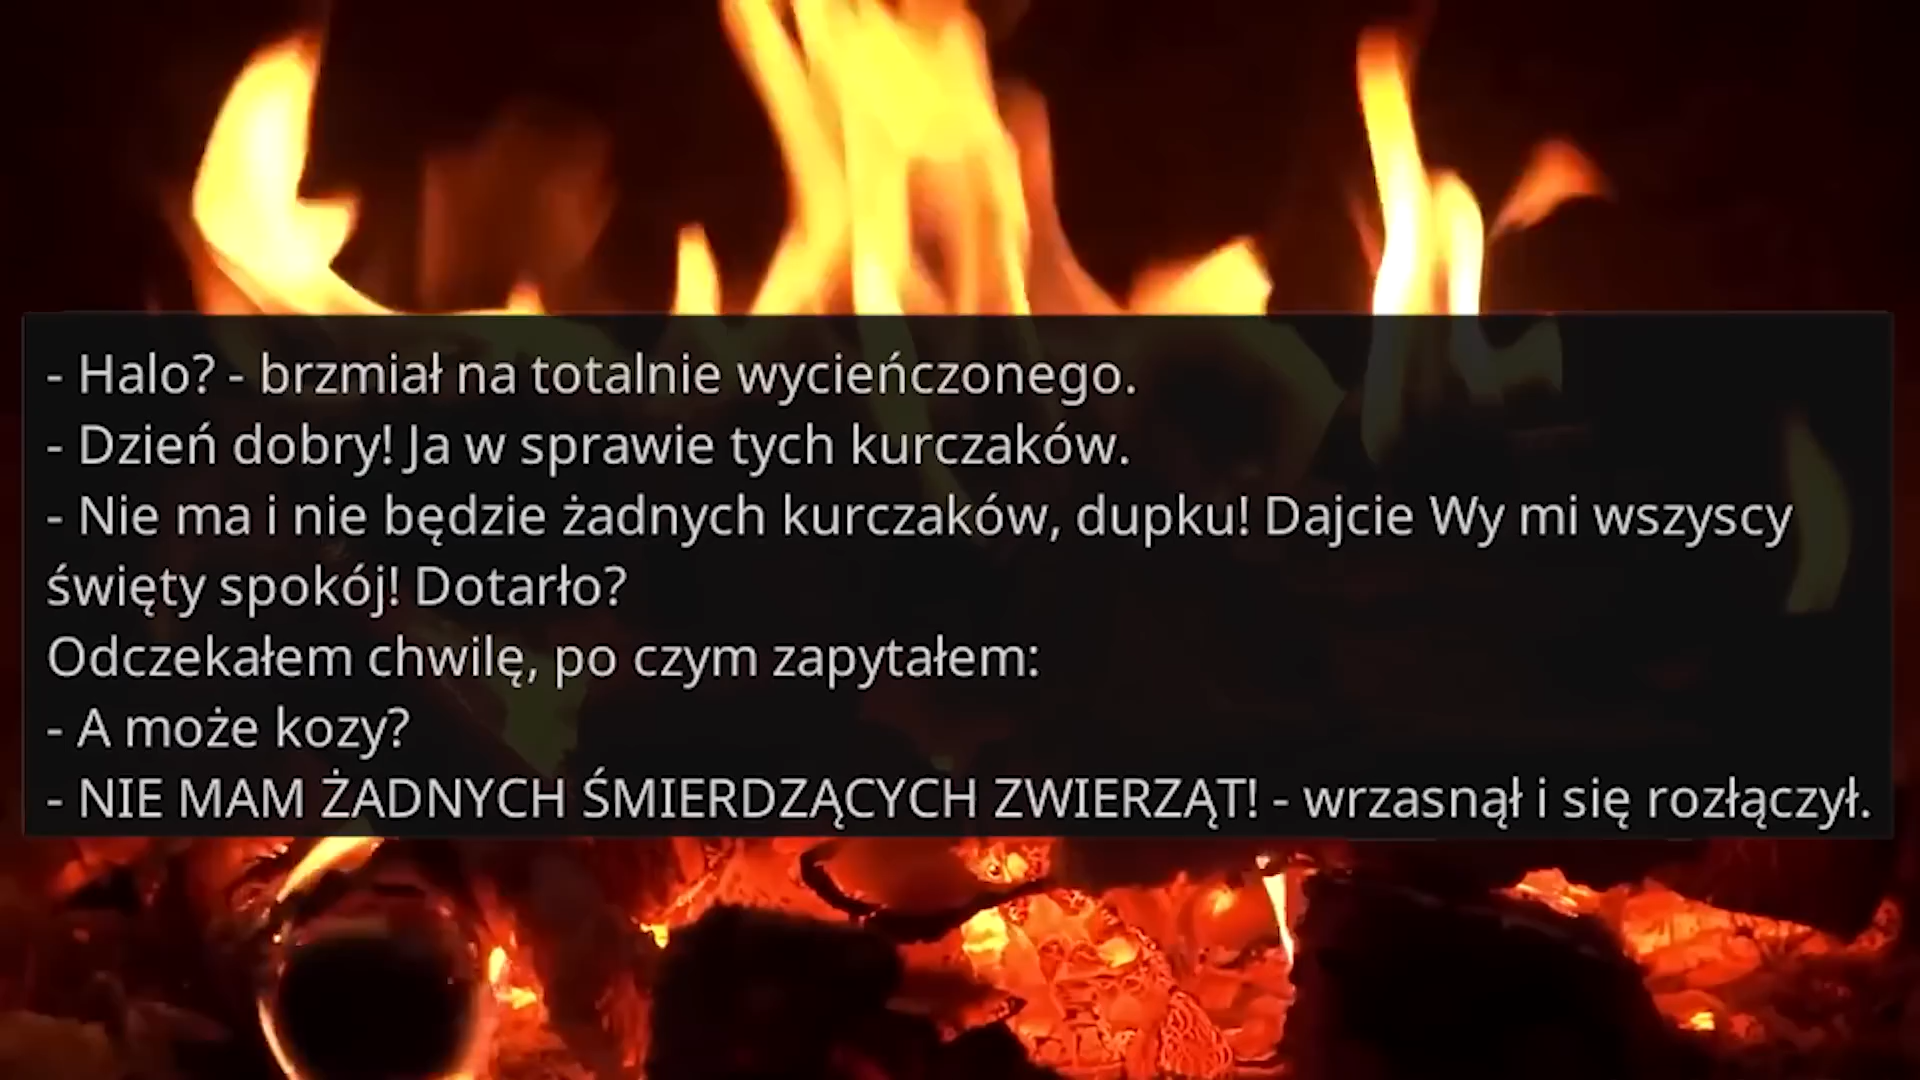 - Halo? - brzmiał na totalnie wycieńczonego.
- Dzień dobry! Ja w sprawie tych kurczaków.
- Nie ma i nie będzie żadnych kurczaków, dupku! Dajcie Wy mi wszyscy
święty spokój! Dotarło?
Odczekałem chwilę, po czym zapytałem:
- A może kozy?
- NIE MAM ŻADNYCH ŚMIERDZĄCYCH ZWIERZĄT! - wrzasnął i się rozłączył.